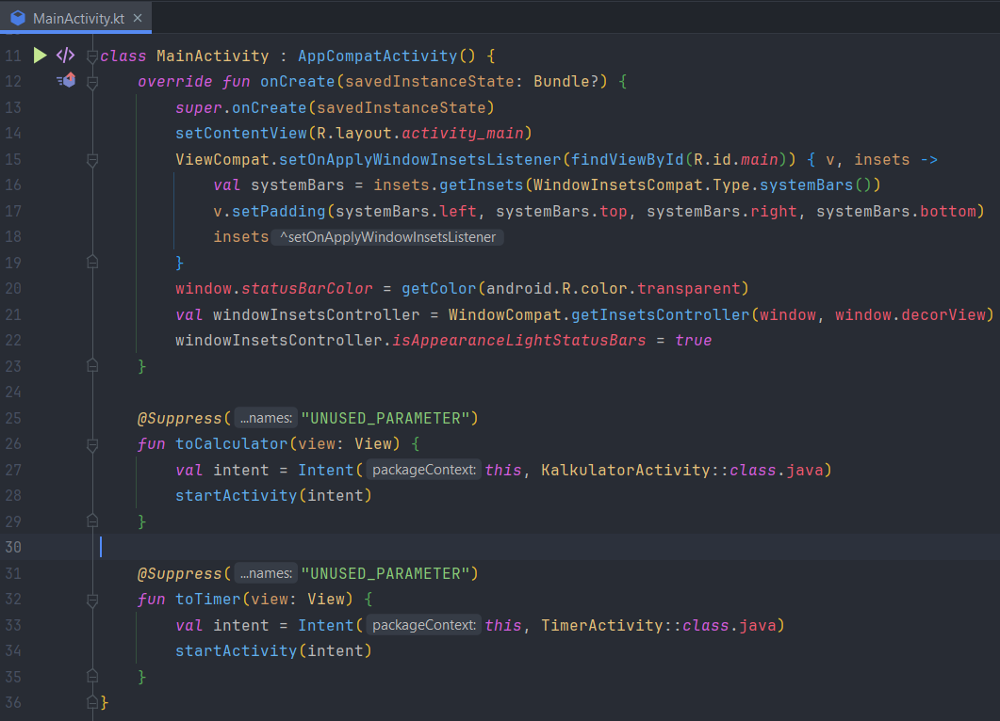 MainActivity.kt ×
11 </> class MainActivity : AppCompatActivity() {
12 override fun onCreate(savedInstanceState: Bundle?) {
13 super.onCreate(savedInstanceState)
14 setContentView(R.layout.activity_main)
15 ViewCompat.setOnApplyWindowInsetsListener(findViewById(R.id.main)) { v, insets ->
16 val systemBars = insets.getInsets(WindowInsetsCompat.Type.systemBars())
17 v.setPadding(systemBars.left, systemBars.top, systemBars.right, systemBars.bottom)
18 insets ^setOnApplyWindowInsetsListener
19 }
20 window.statusBarColor = getColor(android.R.color.transparent)
21 val windowInsetsController = WindowCompat.getInsetsController(window, window.decorView)
22 windowInsetsController.isAppearanceLightStatusBars = true
23 }
24
25 @Suppress( ...names: "UNUSED_PARAMETER")
26 fun toCalculator(view: View) {
27 val intent = Intent( packageContext: this, KalkulatorActivity::class.java)
28 startActivity(intent)
29 }
30
31 @Suppress( ...names: "UNUSED_PARAMETER")
32 fun toTimer(view: View) {
33 val intent = Intent( packageContext: this, TimerActivity::class.java)
34 startActivity(intent)
35 }
36 }